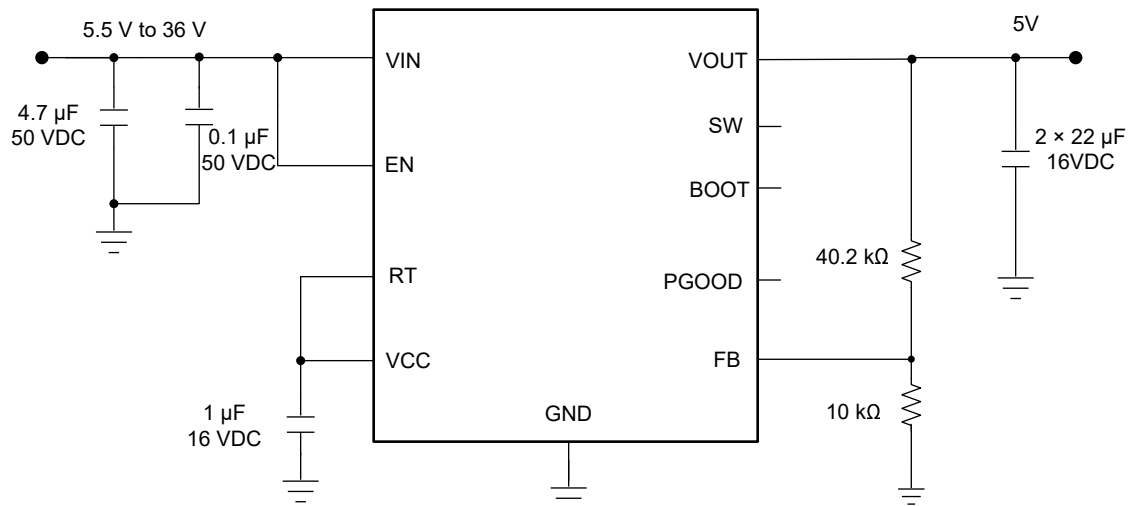 5.5 V to 36 V
5V
VIN
VOUT
4.7 µF
50 VDC
0.1 µF
50 VDC
SW
2 × 22 µF
16VDC
EN
BOOT
40.2 kΩ
RT
PGOOD
VCC
FB
1 µF
16 VDC
GND
10 kΩ